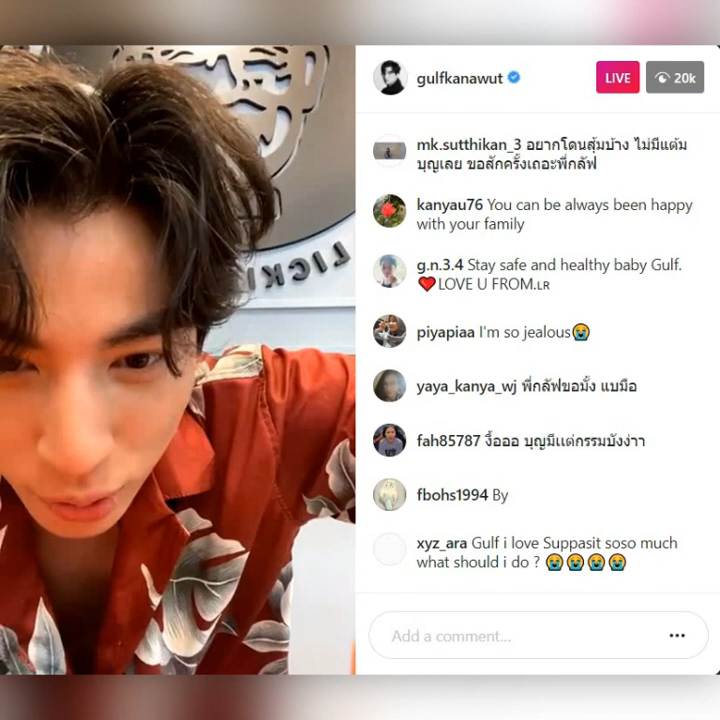 gulfkanawut
LIVE
20k
mk.sutthikan_3 อยากโดนสุ้มบ้าง ไม่มีแต้ม
บุญเลย ขอสักครั้งเถอะพี่กลัฟ
kanyau76 You can be always been happy
with your family
g.n.3.4 Stay safe and healthy baby Gulf.
❤️LOVE U FROM.ʟʀ
piyapiaa I'm so jealous😭
yaya_kanya_wj พี่กลัฟขอมั้ง แบมือ
fah85787 งื้อออ บุญมีเเต่กรรมบังง่าา
fbohs1994 By
xyz_ara Gulf i love Suppasit soso much
what should i do ? 😭😭😭😭
Add a comment...